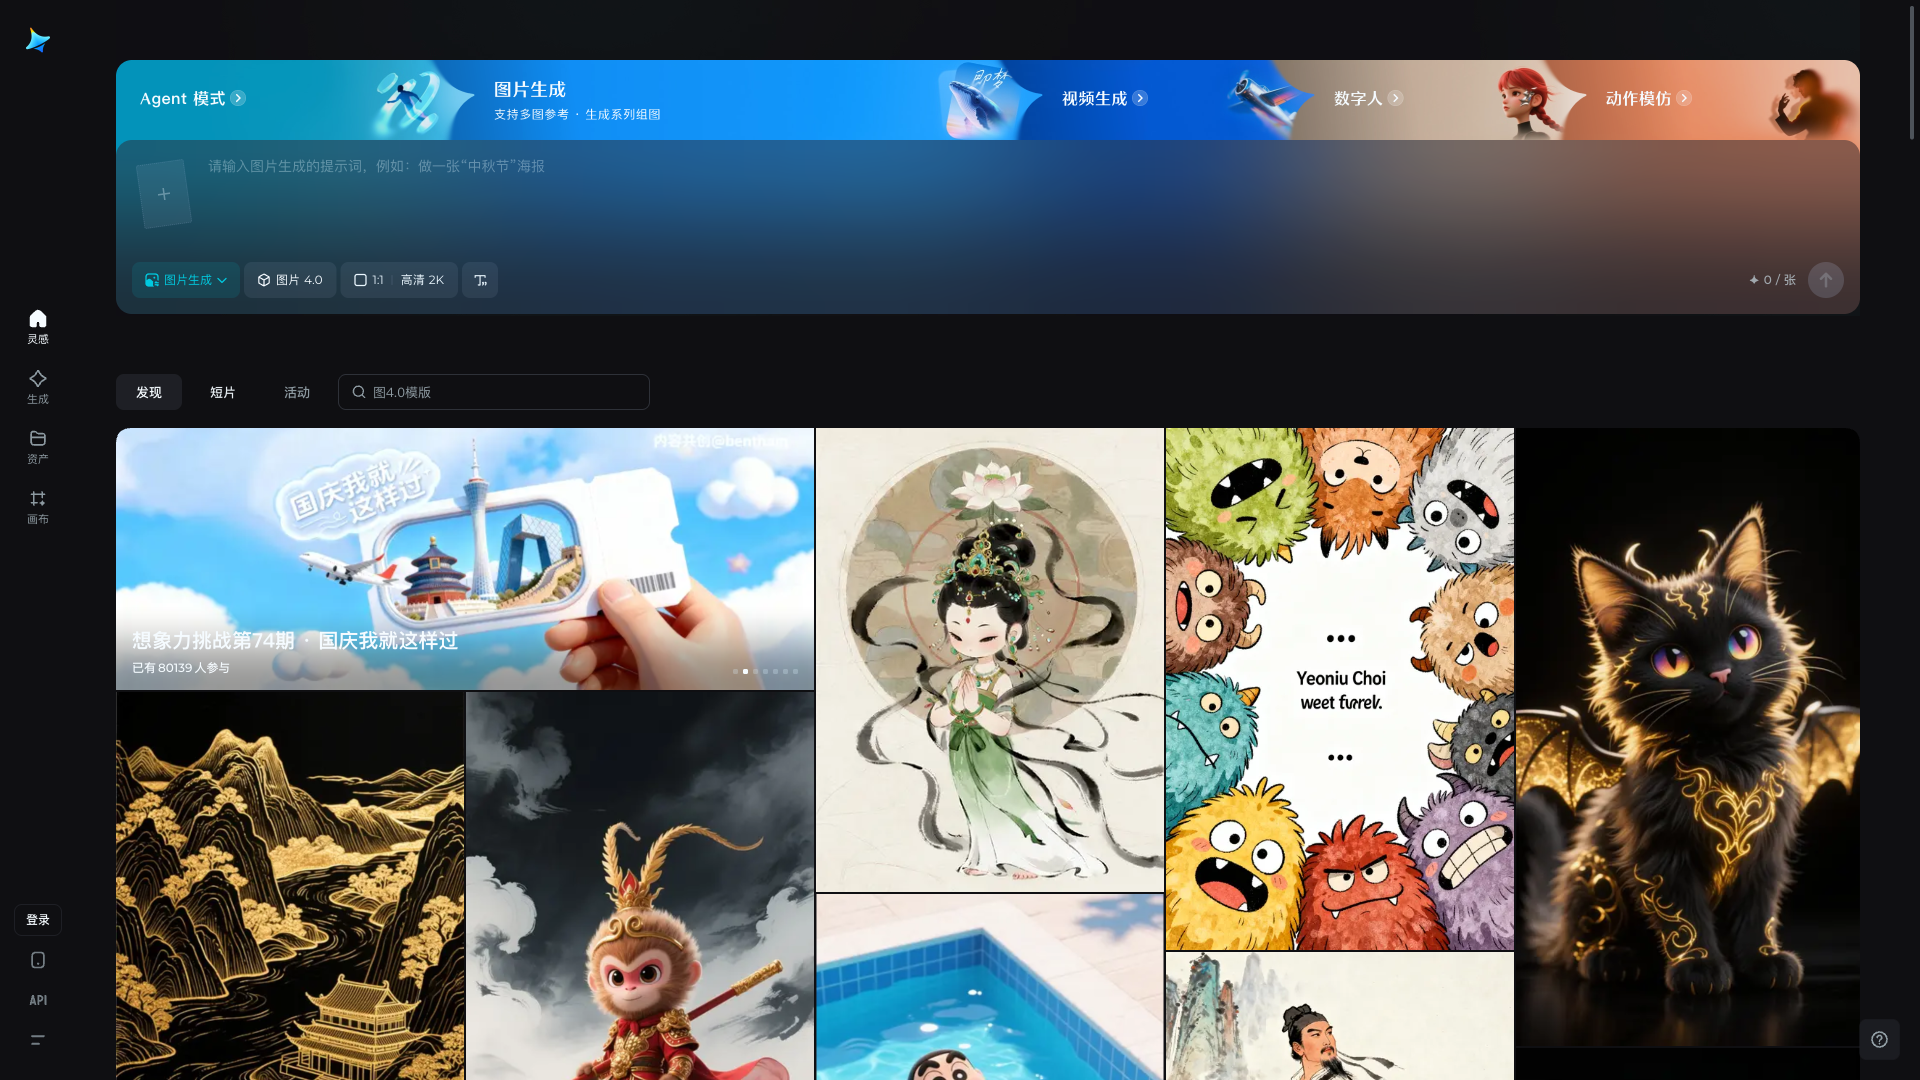 Agent 模式
图片生成
支持多图参考 · 生成系列组图
即梦
视频生成
数字人
动作模仿
请输入图片生成的提示词，例如：做一张“中秋节”海报
图片生成
图片 4.0
1:1
高清 2K
0 / 张
灵感
生成
资产
画布
登录
API
发现
短片
活动
图4.0模版
内容共创@bentham
国庆我就
这样过
想象力挑战第74期 · 国庆我就这样过
已有 80139 人参与
Yeoniu Choi
weet